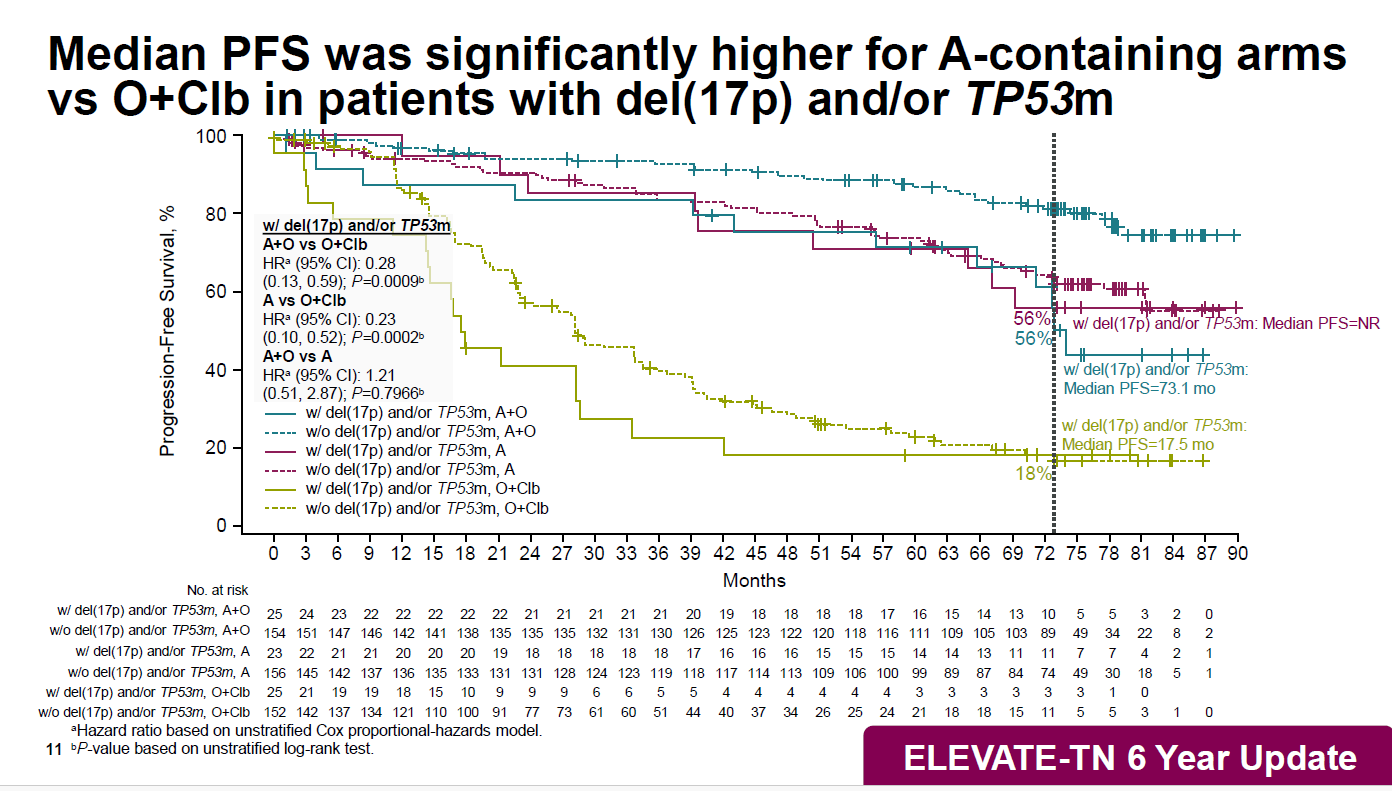 Median PFS was significantly higher for A-containing arms
vs O+Clb in patients with del(17p) and/or TP53m
Progression-Free Survival, %
100
80
60
40
20
0
w/ del(17p) and/or TP53m
A+O vs O+Clb
HRᵃ (95% CI): 0.28
(0.13, 0.59); P=0.0009ᵇ
A vs O+Clb
HRᵃ (95% CI): 0.23
(0.10, 0.52); P=0.0002ᵇ
A+O vs A
HRᵃ (95% CI): 1.21
(0.51, 2.87); P=0.7966ᵇ
w/ del(17p) and/or TP53m, A+O
w/o del(17p) and/or TP53m, A+O
w/ del(17p) and/or TP53m, A
w/o del(17p) and/or TP53m, A
w/ del(17p) and/or TP53m, O+Clb
w/o del(17p) and/or TP53m, O+Clb
56%
w/ del(17p) and/or TP53m: Median PFS=NR
56%
w/ del(17p) and/or TP53m:
Median PFS=73.1 mo
w/ del(17p) and/or TP53m:
Median PFS=17.5 mo
18%
0 3 6 9 12 15 18 21 24 27 30 33 36 39 42 45 48 51 54 57 60 63 66 69 72 75 78 81 84 87 90
Months
No. at risk
w/ del(17p) and/or TP53m, A+O 25 24 23 22 22 22 22 22 21 21 21 21 21 20 19 18 18 18 18 17 16 15 14 13 10 5 5 3 2 0
w/o del(17p) and/or TP53m, A+O 154 151 147 146 142 141 138 135 135 135 132 131 130 126 125 123 122 120 118 116 111 109 105 103 89 49 34 22 8 2
w/ del(17p) and/or TP53m, A 23 22 21 21 20 20 20 19 18 18 18 18 18 17 16 16 16 15 15 15 14 14 13 11 11 7 7 4 2 1
w/o del(17p) and/or TP53m, A 156 145 142 137 136 135 133 131 131 128 124 123 119 118 117 114 113 109 106 100 99 89 87 84 74 49 30 18 5 1
w/ del(17p) and/or TP53m, O+Clb 25 21 19 19 18 15 10 9 9 9 6 6 5 5 4 4 4 4 4 4 3 3 3 3 3 3 1 0
w/o del(17p) and/or TP53m, O+Clb 152 142 137 134 121 110 100 91 77 73 61 60 51 44 40 37 34 26 25 24 21 18 18 15 11 5 5 3 1 0
ᵃHazard ratio based on unstratified Cox proportional-hazards model.
11 ᵇP-value based on unstratified log-rank test.
ELEVATE-TN 6 Year Update